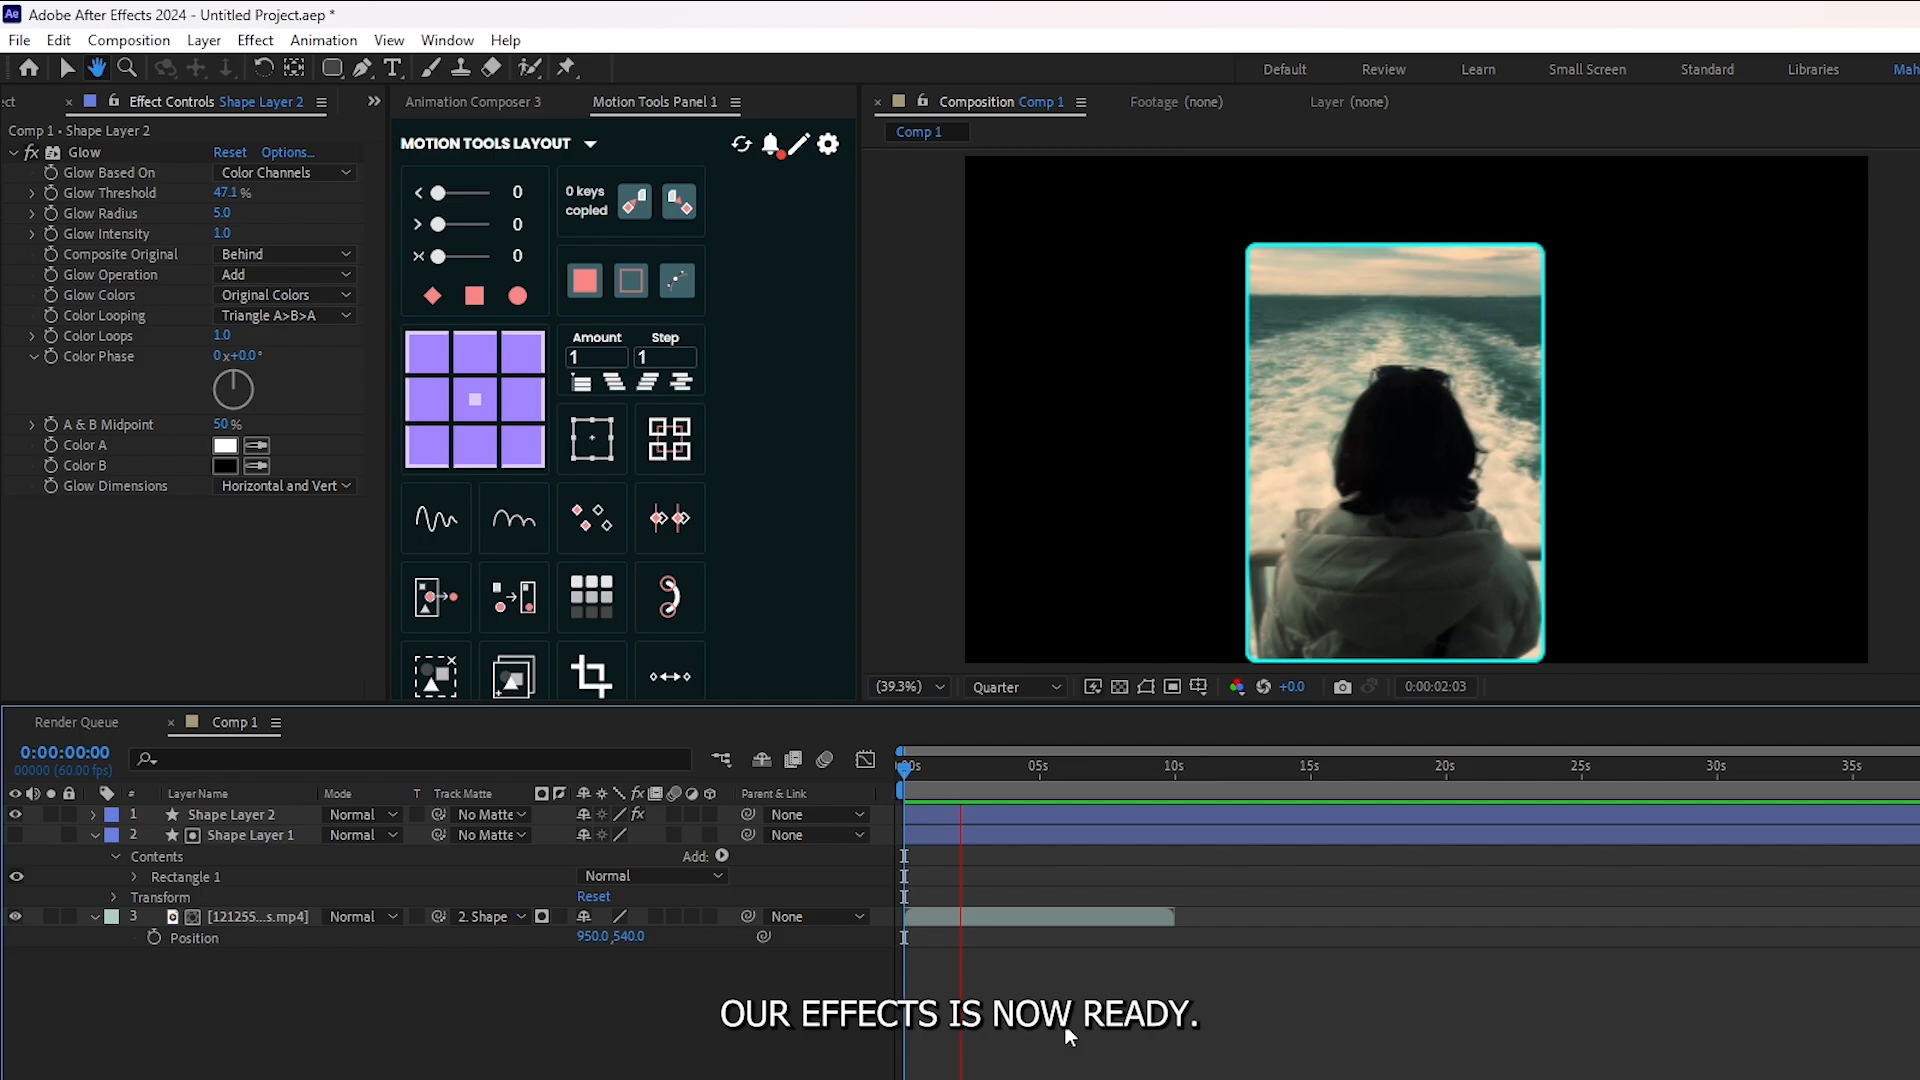 Ae Adobe After Effects 2024 - Untitled Project.aep *
File Edit Composition Layer Effect Animation View Window Help
Default Review Learn Small Screen Standard Libraries Mah
ect × Effect Controls Shape Layer 2
Animation Composer 3 Motion Tools Panel 1
× Composition Comp 1 Footage (none) Layer (none)
Comp 1 • Shape Layer 2
Comp 1
fx Glow Reset Options...
Glow Based On Color Channels
Glow Threshold 47.1 %
Glow Radius 5.0
Glow Intensity 1.0
Composite Original Behind
Glow Operation Add
Glow Colors Original Colors
Color Looping Triangle A>B>A
Color Loops 1.0
Color Phase 0x+0.0°
A & B Midpoint 50 %
Color A
Color B
Glow Dimensions Horizontal and Vert
MOTION TOOLS LAYOUT
0
0
0
0 keys
copied
Amount Step
1 1
(39.3%) Quarter +0.0 0:00:02:03
Render Queue × Comp 1
0:00:00:00
00000 (60.00 fps)
:00s 05s 10s 15s 20s 25s 30s 35s
# Layer Name Mode T Track Matte fx Parent & Link
1 Shape Layer 2 Normal No Matte fx None
2 Shape Layer 1 Normal No Matte None
Contents Add:
Rectangle 1 Normal
Transform Reset
3 [121255...s.mp4] Normal 2. Shape None
Position 950.0,540.0
OUR EFFECTS IS NOW READY.